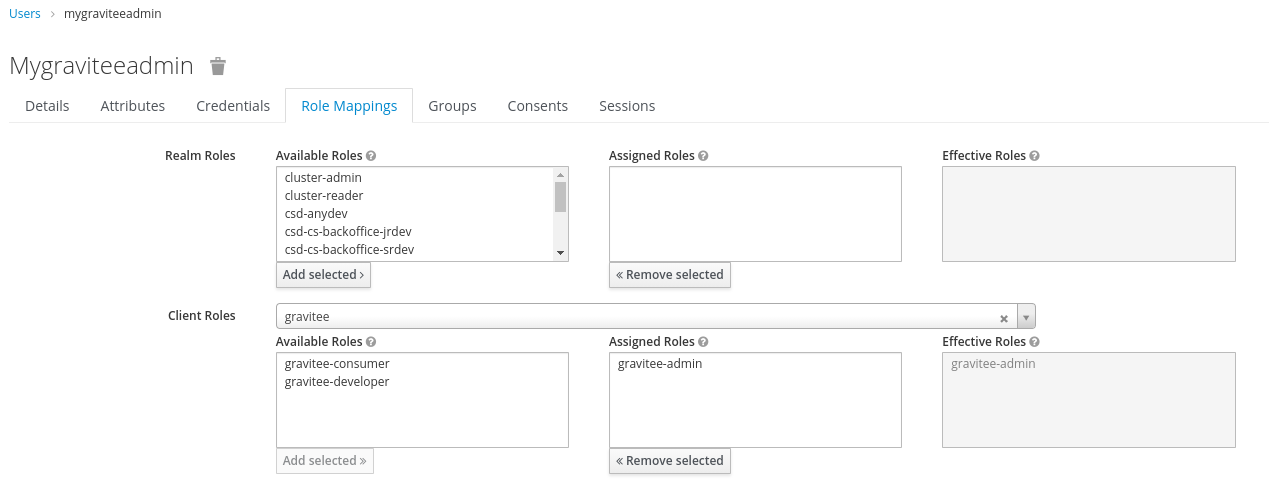 Users > mygraviteeadmin
Mygraviteeadmin
Details Attributes Credentials Role Mappings Groups Consents Sessions
Realm Roles Available Roles ? Assigned Roles ? Effective Roles ?
cluster-admin
cluster-reader
csd-anydev
csd-cs-backoffice-jrdev
csd-cs-backoffice-srdev
Add selected › « Remove selected
Client Roles gravitee
Available Roles ? Assigned Roles ? Effective Roles ?
gravitee-consumer gravitee-admin gravitee-admin
gravitee-developer
Add selected » « Remove selected